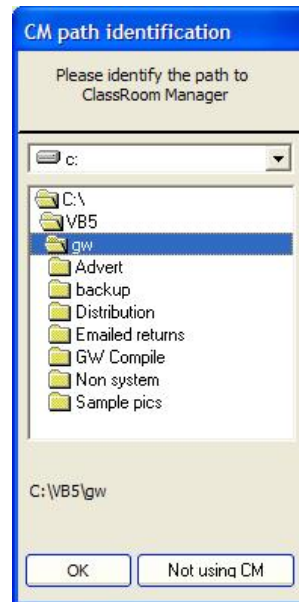 CM path identification
Please identify the path to
ClassRoom Manager
c:
C:\
VB5
gw
Advert
backup
Distribution
Emailed returns
GW Compile
Non system
Sample pics
C:\VB5\gw
OK
Not using CM